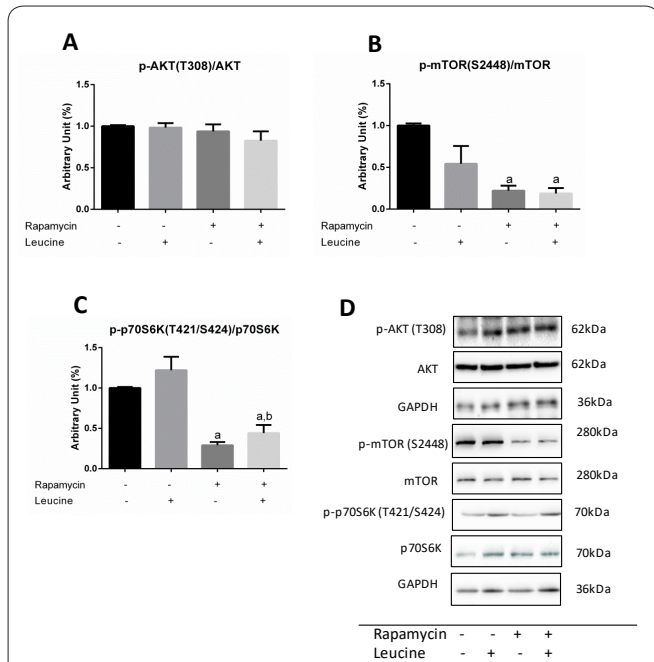 A
p-AKT(T308)/AKT
Arbitrary Unit (%)
1.5
1.0
0.5
0.0
Rapamycin - - + +
Leucine - + - +
B
p-mTOR(S2448)/mTOR
Arbitrary Unit (%)
1.5
1.0
0.5
0.0
a a
Rapamycin - - + +
Leucine - + - +
C
p-p70S6K(T421/S424)/p70S6K
Arbitrary Unit (%)
1.5
1.0
0.5
0.0
a a,b
Rapamycin - - + +
Leucine - + - +
D
p-AKT (T308) 62kDa
AKT 62kDa
GAPDH 36kDa
p-mTOR (S2448) 280kDa
mTOR 280kDa
p-p70S6K (T421/S424) 70kDa
p70S6K 70kDa
GAPDH 36kDa
Rapamycin - - + +
Leucine - + - +